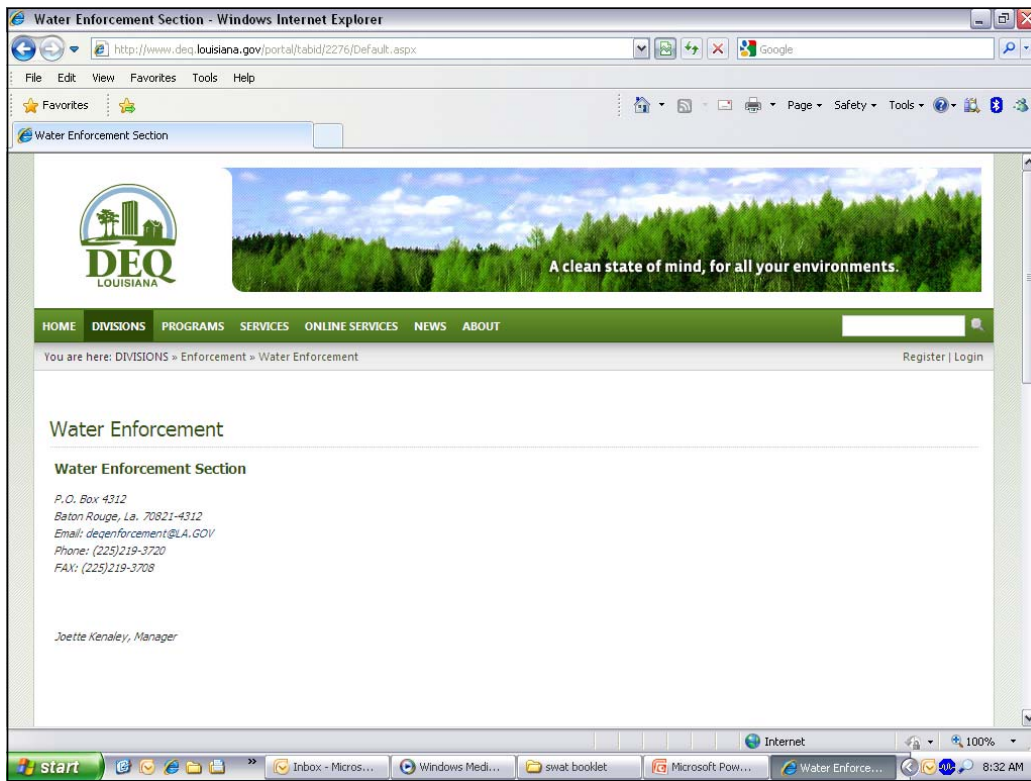 Water Enforcement Section - Windows Internet Explorer
http://www.deq.louisiana.gov/portal/tabid/2276/Default.aspx
Google
File Edit View Favorites Tools Help
Favorites
Page Safety Tools
Water Enforcement Section
DEQ
LOUISIANA
A clean state of mind, for all your environments.
HOME DIVISIONS PROGRAMS SERVICES ONLINE SERVICES NEWS ABOUT
You are here: DIVISIONS » Enforcement » Water Enforcement
Register | Login
Water Enforcement
Water Enforcement Section
P.O. Box 4312
Baton Rouge, La. 70821-4312
Email: deqenforcement@LA.GOV
Phone: (225)219-3720
FAX: (225)219-3708
Joette Kenaley, Manager
Internet
100%
start
»
Inbox - Micros...
Windows Medi...
swat booklet
Microsoft Pow...
Water Enforce...
8:32 AM